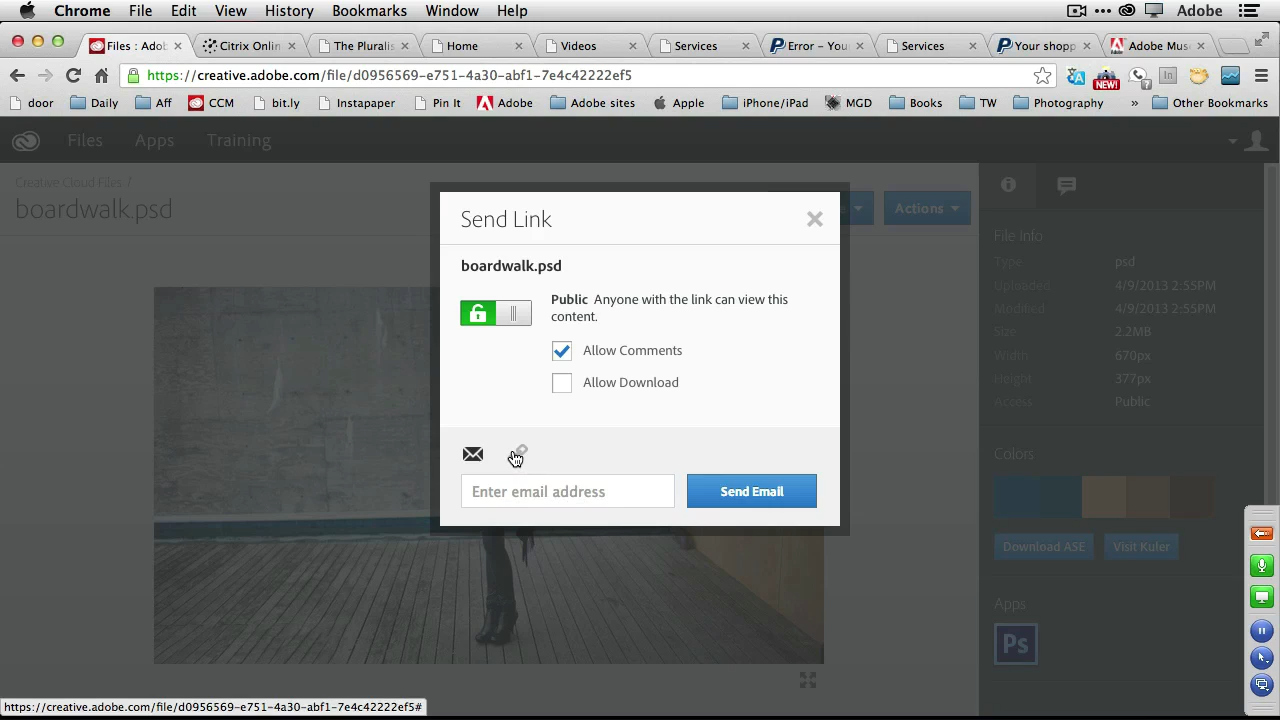 Chrome File Edit View History Bookmarks Window Help Adobe
Files : Adob Citrix Onlin The Pluralis Home Videos Services Error – You Services Your shopp Adobe Mus
https://creative.adobe.com/file/d0956569-e751-4a30-abf1-7e4c42222ef5
NEW! ?
door Daily Aff CCM bit.ly Instapaper Pin It Adobe Adobe sites Apple iPhone/iPad MGD Books TW Photography » Other Bookmarks
Files Apps Training
Creative Cloud Files /
boardwalk.psd
Actions
Send Link
boardwalk.psd
Public Anyone with the link can view this
content.
Allow Comments
Allow Download
Enter email address
Send Email
File Info
Type psd
Uploaded 4/9/2013 2:55PM
Modified 4/9/2013 2:55PM
Size 2.2MB
Width 670px
Height 377px
Access Public
Colors
Download ASE Visit Kuler
Apps
Ps
https://creative.adobe.com/file/d0956569-e751-4a30-abf1-7e4c42222ef5#